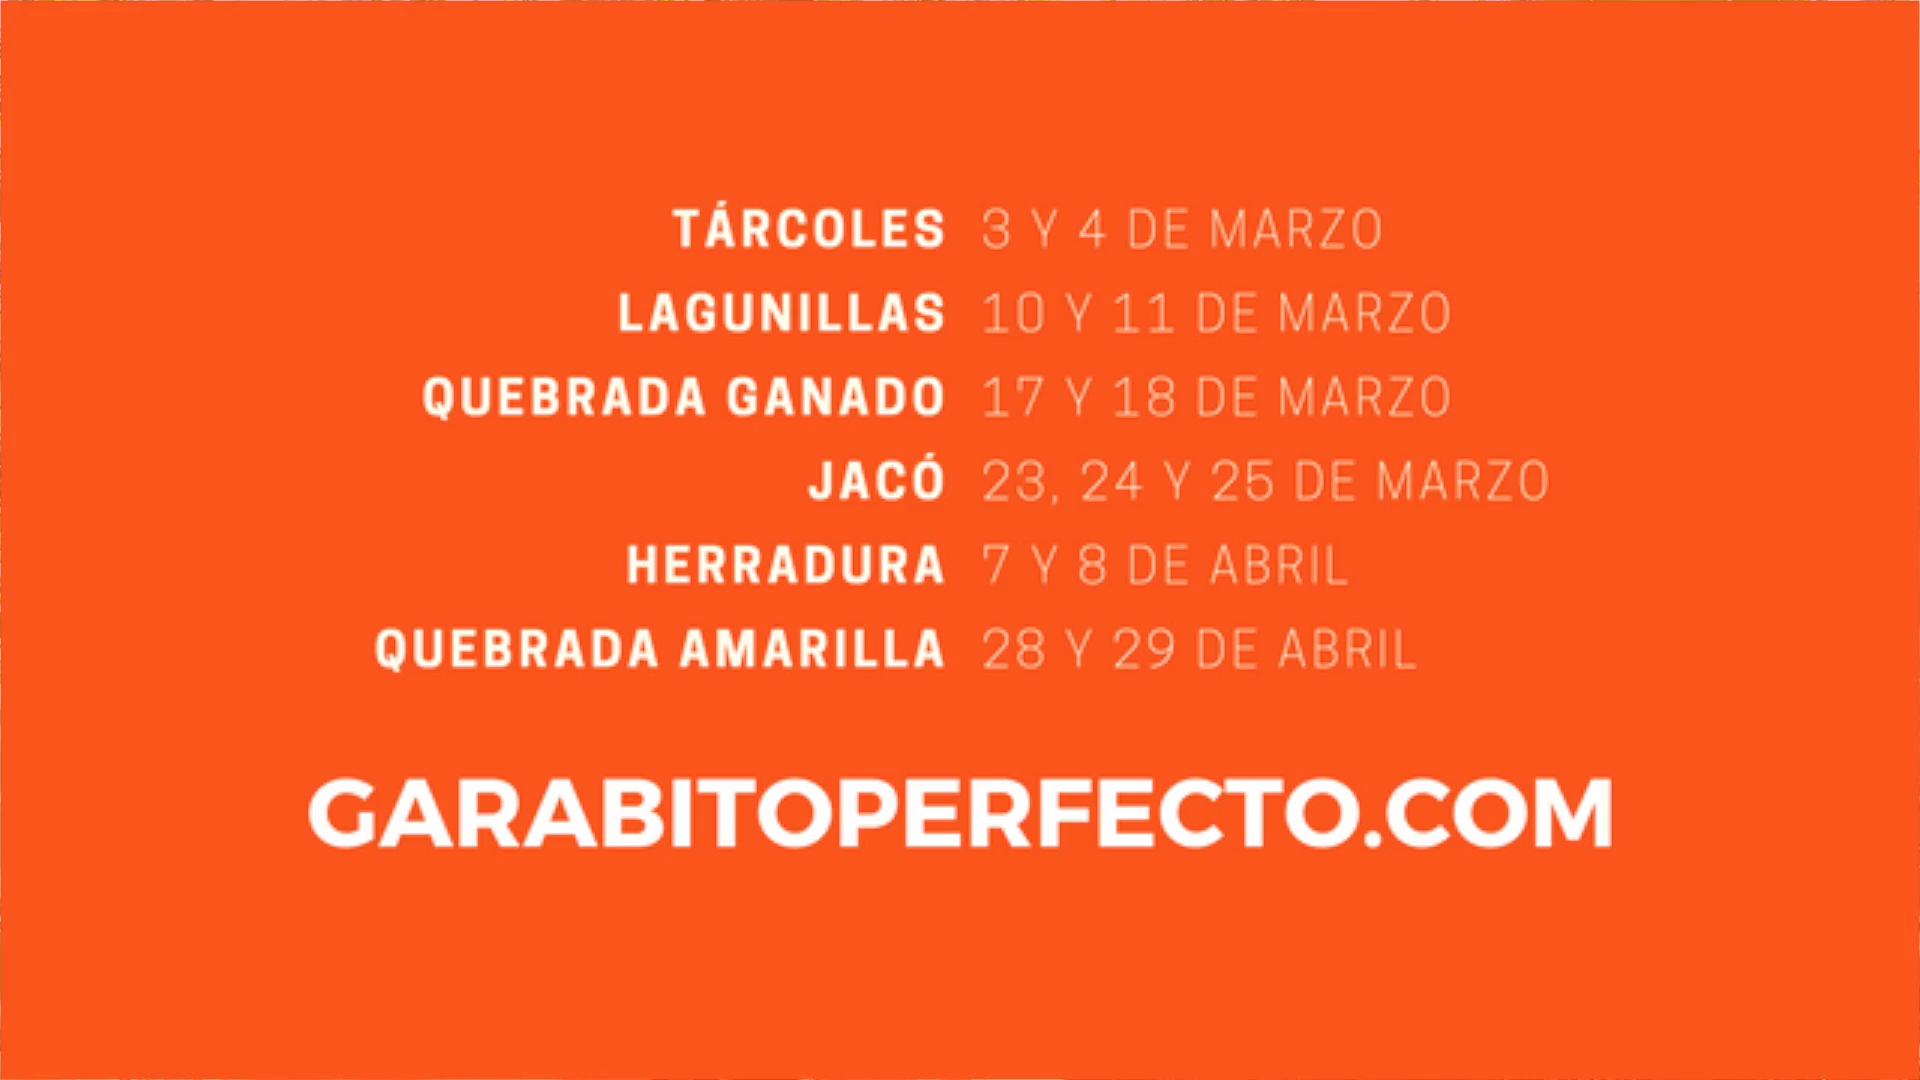 TÁRCOLES 3 Y 4 DE MARZO
LAGUNILLAS 10 Y 11 DE MARZO
QUEBRADA GANADO 17 Y 18 DE MARZO
JACÓ 23, 24 Y 25 DE MARZO
HERRADURA 7 Y 8 DE ABRIL
QUEBRADA AMARILLA 28 Y 29 DE ABRIL
GARABITOPERFECTO.COM